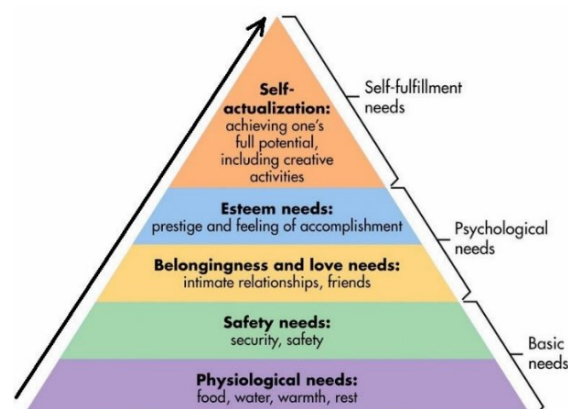 Self-
actualization:
achieving one's
full potential,
including creative
activities
Self-fulfillment
needs
Esteem needs:
prestige and feeling of accomplishment
Psychological
needs
Belongingness and love needs:
intimate relationships, friends
Safety needs:
security, safety
Basic
needs
Physiological needs:
food, water, warmth, rest